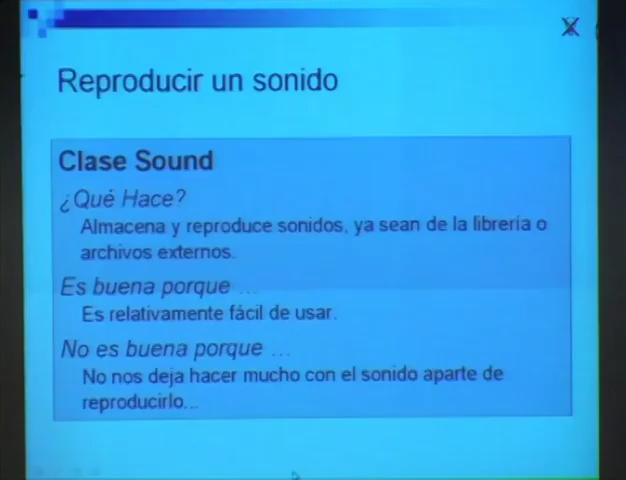 Reproducir un sonido
Clase Sound
¿Qué Hace?
Almacena y reproduce sonidos, ya sean de la librería o
archivos externos.
Es buena porque ...
Es relativamente fácil de usar.
No es buena porque ...
No nos deja hacer mucho con el sonido aparte de
reproducirlo...